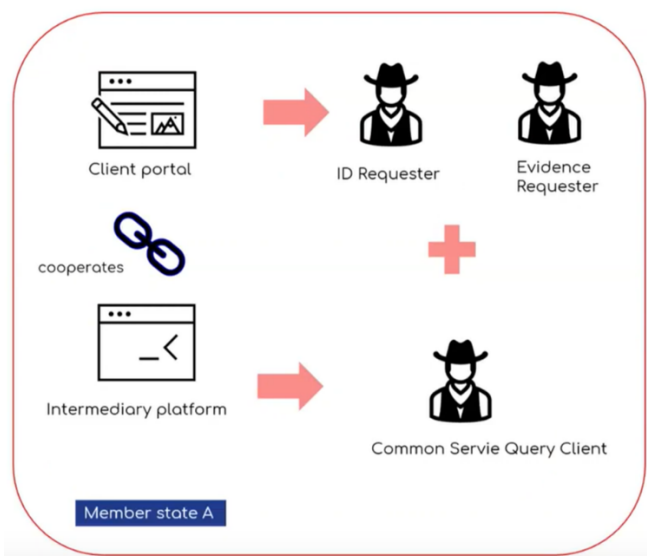 Client portal
ID Requester
Evidence
Requester
cooperates
Intermediary platform
Common Servie Query Client
Member state A